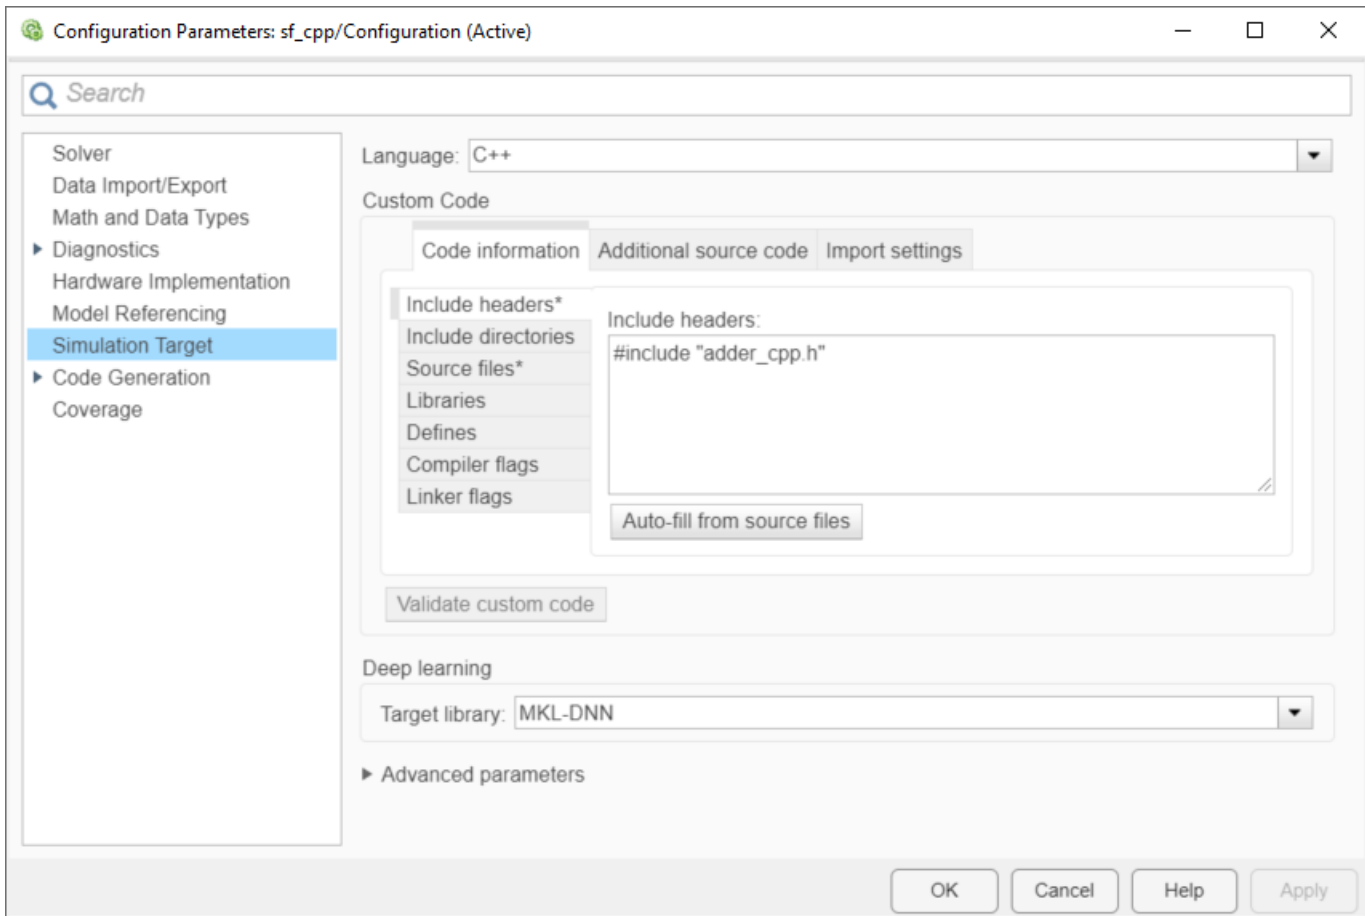 Configuration Parameters: sf_cpp/Configuration (Active)
Search
Solver
Data Import/Export
Math and Data Types
Diagnostics
Hardware Implementation
Model Referencing
Simulation Target
Code Generation
Coverage
Language: C++
Custom Code
Code information Additional source code Import settings
Include headers*
Include directories
Source files*
Libraries
Defines
Compiler flags
Linker flags
Include headers:
#include "adder_cpp.h"
Auto-fill from source files
Validate custom code
Deep learning
Target library: MKL-DNN
Advanced parameters
OK Cancel Help Apply